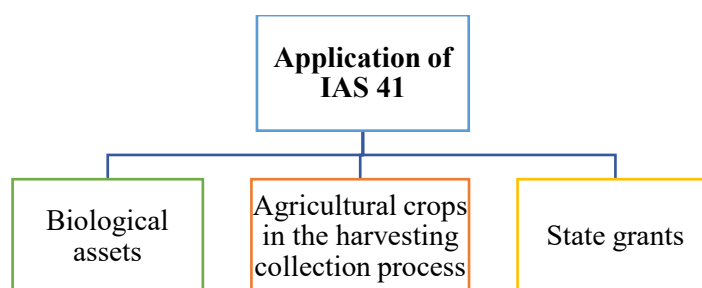 Application of
IAS 41
Biological
assets
Agricultural crops
in the harvesting
collection process
State grants